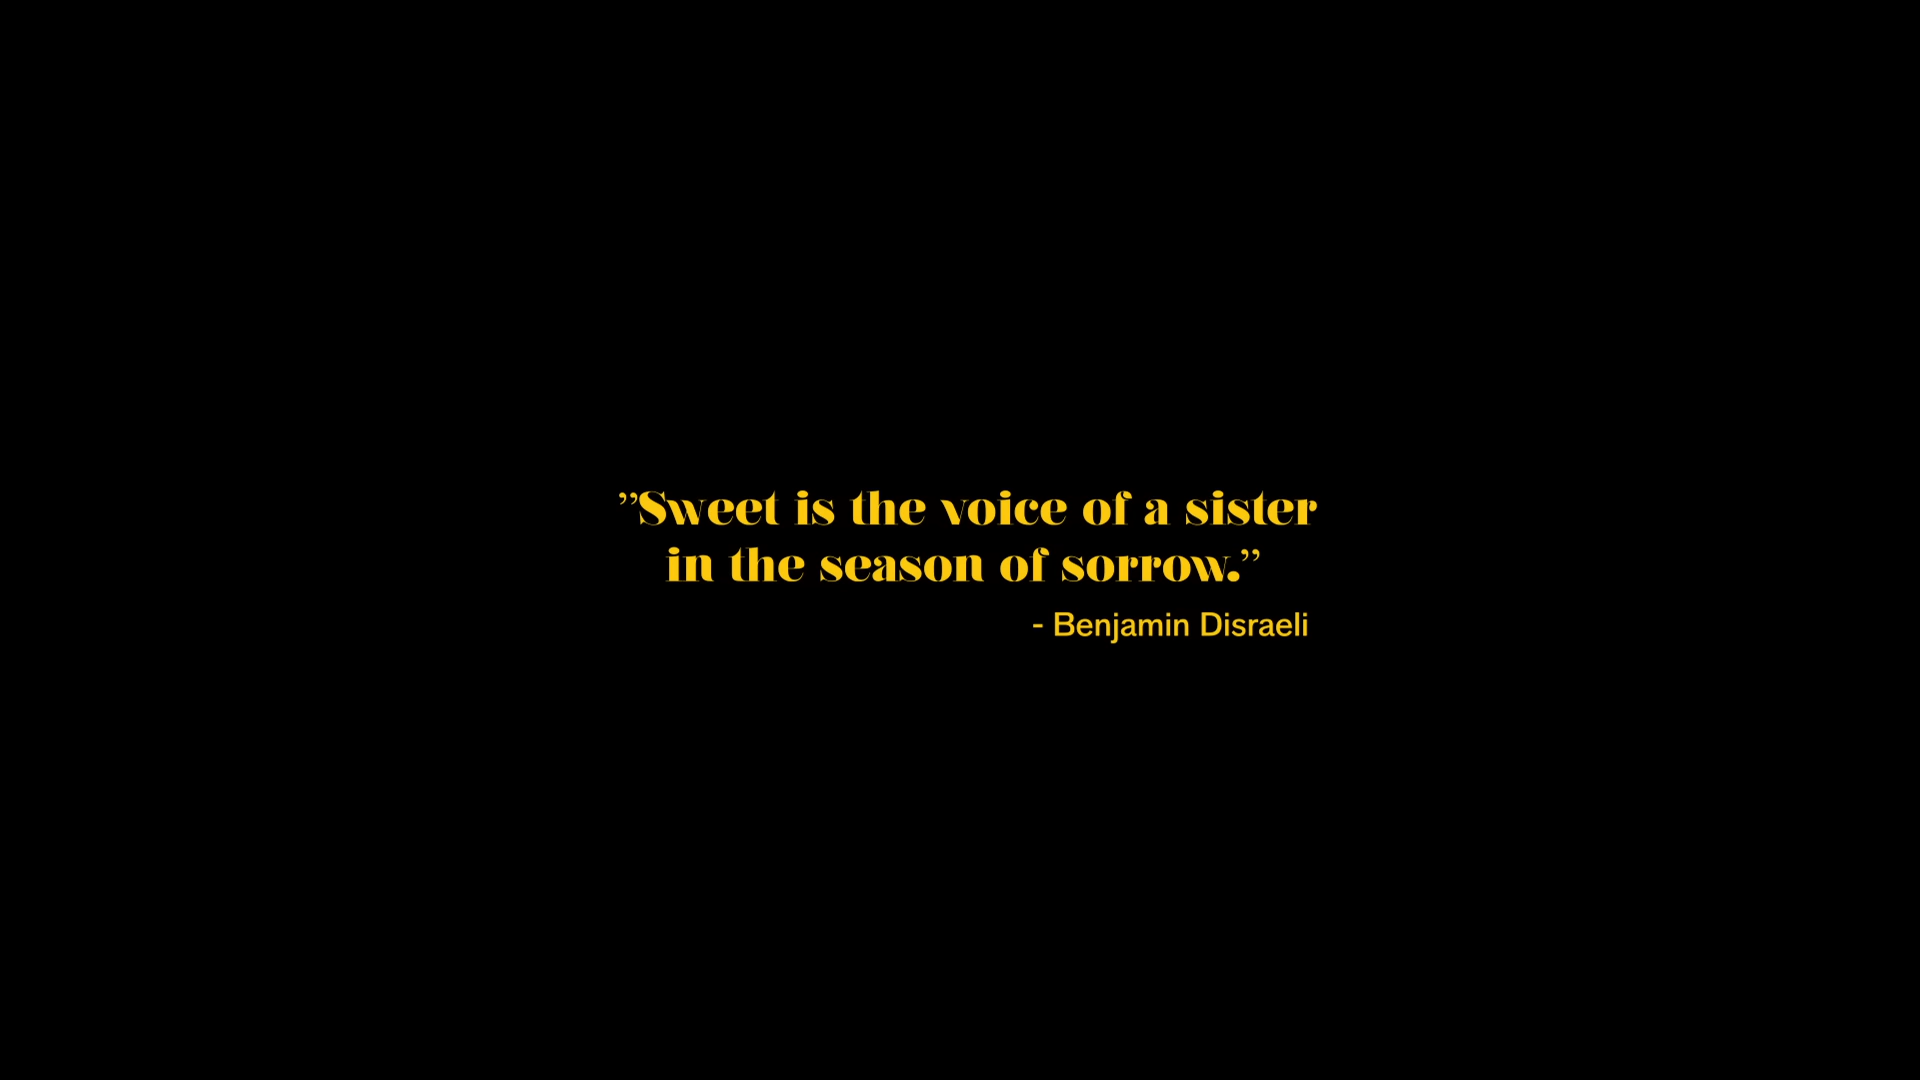 ”Sweet is the voice of a sister
in the season of sorrow.”
- Benjamin Disraeli